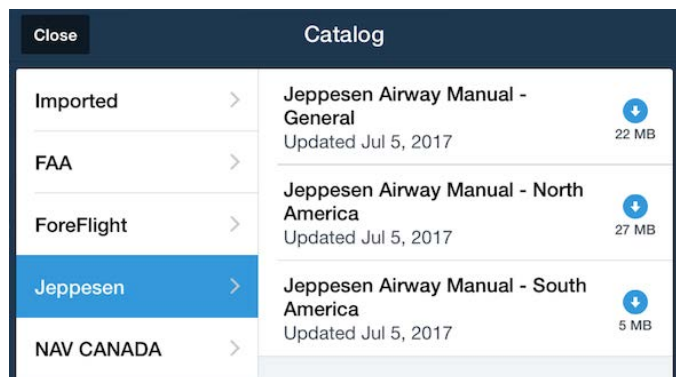 Close
Catalog
Imported
FAA
ForeFlight
Jeppesen
NAV CANADA
Jeppesen Airway Manual -
General
Updated Jul 5, 2017
22 MB
Jeppesen Airway Manual - North
America
Updated Jul 5, 2017
27 MB
Jeppesen Airway Manual - South
America
Updated Jul 5, 2017
5 MB